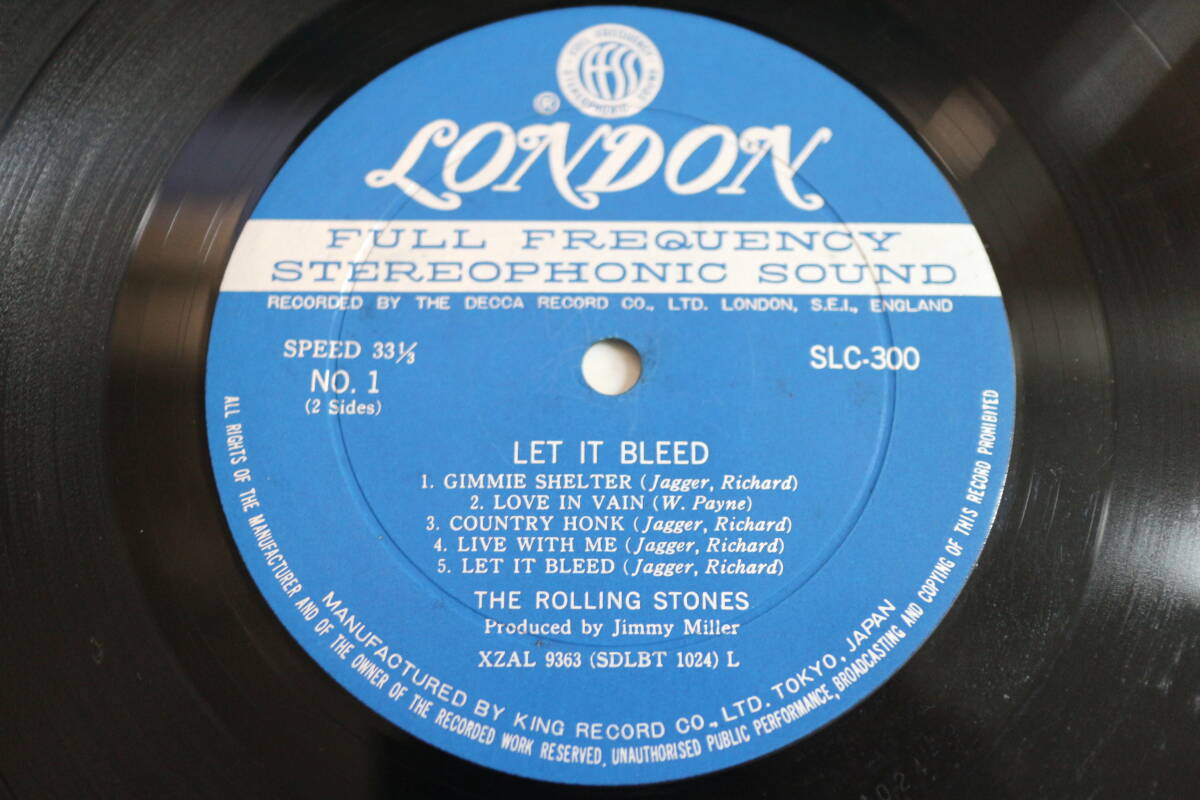 FULL FREQUENCY
ffss
STEREOPHONIC SOUND
®
LONDON
FULL FREQUENCY
STEREOPHONIC SOUND
RECORDED BY THE DECCA RECORD CO., LTD. LONDON, S.E.I., ENGLAND
SPEED 33⅓
SLC-300
NO. 1
(2 Sides)
LET IT BLEED
1. GIMMIE SHELTER (Jagger, Richard)
2. LOVE IN VAIN (W. Payne)
3. COUNTRY HONK (Jagger, Richard)
4. LIVE WITH ME (Jagger, Richard)
5. LET IT BLEED (Jagger, Richard)
THE ROLLING STONES
Produced by Jimmy Miller
XZAL 9363 (SDLBT 1024) L
MANUFACTURED BY KING RECORD CO., LTD. TOKYO, JAPAN
ALL RIGHTS OF THE MANUFACTURER AND OF THE OWNER OF THE RECORDED WORK RESERVED, UNAUTHORISED PUBLIC PERFORMANCE, BROADCASTING AND COPYING OF THIS RECORD PROHIBITED